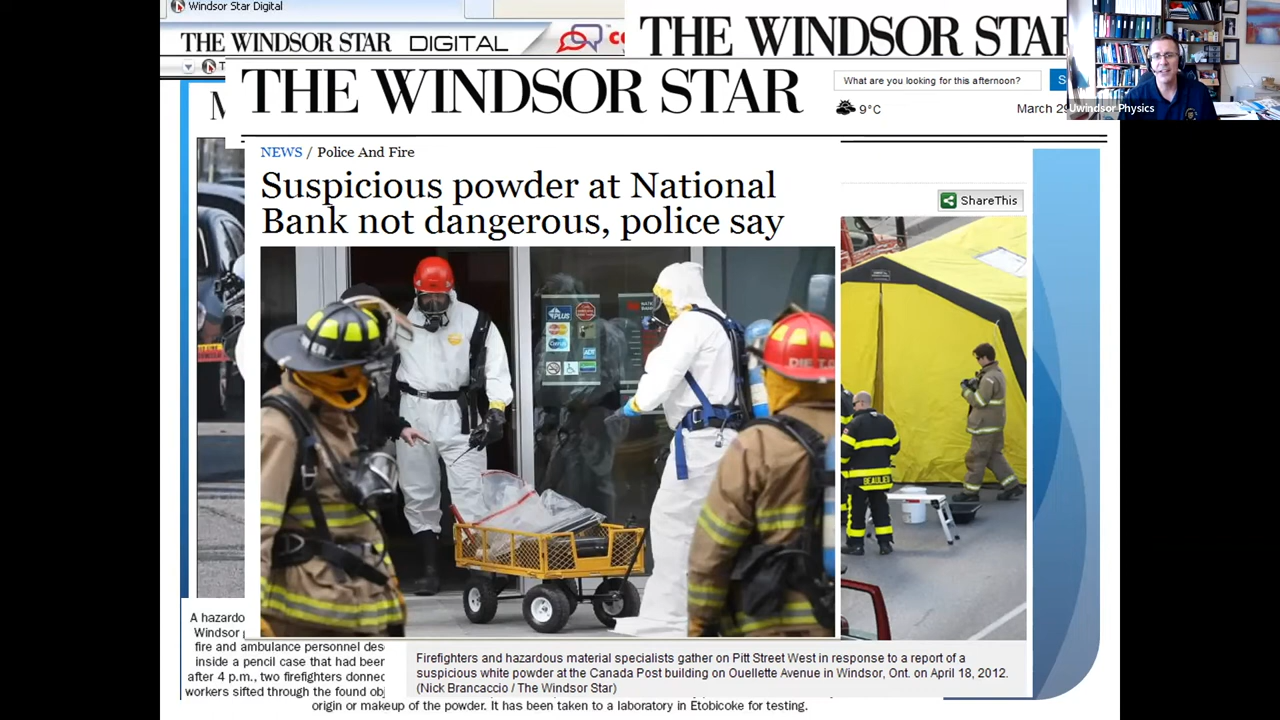 Windsor Star Digital
THE WINDSOR STAR DIGITAL
THE WINDSOR STAR
THE WINDSOR STAR
What are you looking for this afternoon?
9°C
March
Uwindsor Physics
NEWS / Police And Fire
Suspicious powder at National
Bank not dangerous, police say
ShareThis
PLUS
BEAULIEU
A hazardo
Windsor
fire and ambulance personnel des
inside a pencil case that had beer
after 4 p.m., two firefighters donned
workers sifted through the found obj
origin or makeup of the powder. It has been taken to a laboratory in Etobicoke for testing.
Firefighters and hazardous material specialists gather on Pitt Street West in response to a report of a
suspicious white powder at the Canada Post building on Ouellette Avenue in Windsor, Ont. on April 18, 2012.
(Nick Brancaccio / The Windsor Star)